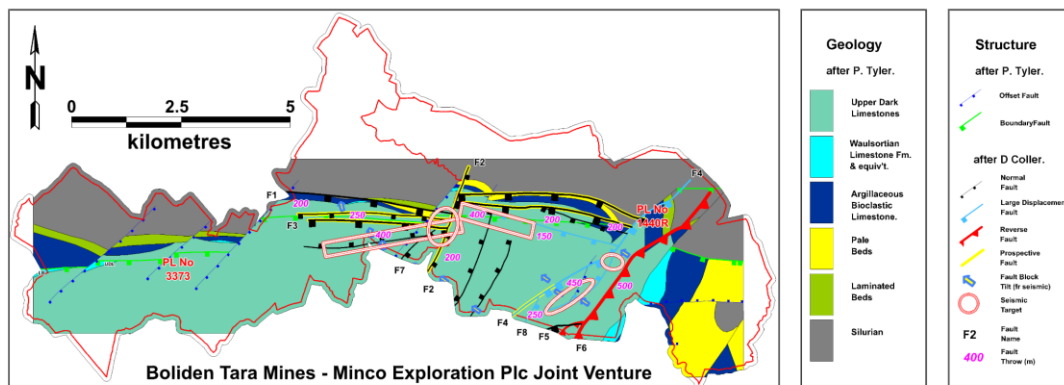 N
0 2.5 5
kilometres
F2
F4
F1
200
F3
250
400
400
200
200
150
PL No
1440R
PL No
3373
F7
200
F2
450
500
250
F4
F8
F5
F6
Boliden Tara Mines - Minco Exploration Plc Joint Venture
Geology
after P. Tyler.
Upper Dark
Limestones
Waulsortian
Limestone Fm.
& equiv't.
Argillaceous
Bioclastic
Limestone.
Pale
Beds
Laminated
Beds
Silurian
Structure
after P. Tyler.
Offset Fault
BoundaryFault
after D Coller.
Normal
Fault
Large Displacemen
Fault
Reverse
Fault
Prospective
Fault
Fault Block
Tilt (fr seismic)
Seismic
Target
F2
Fault
Name
400
Fault
Throw (m)